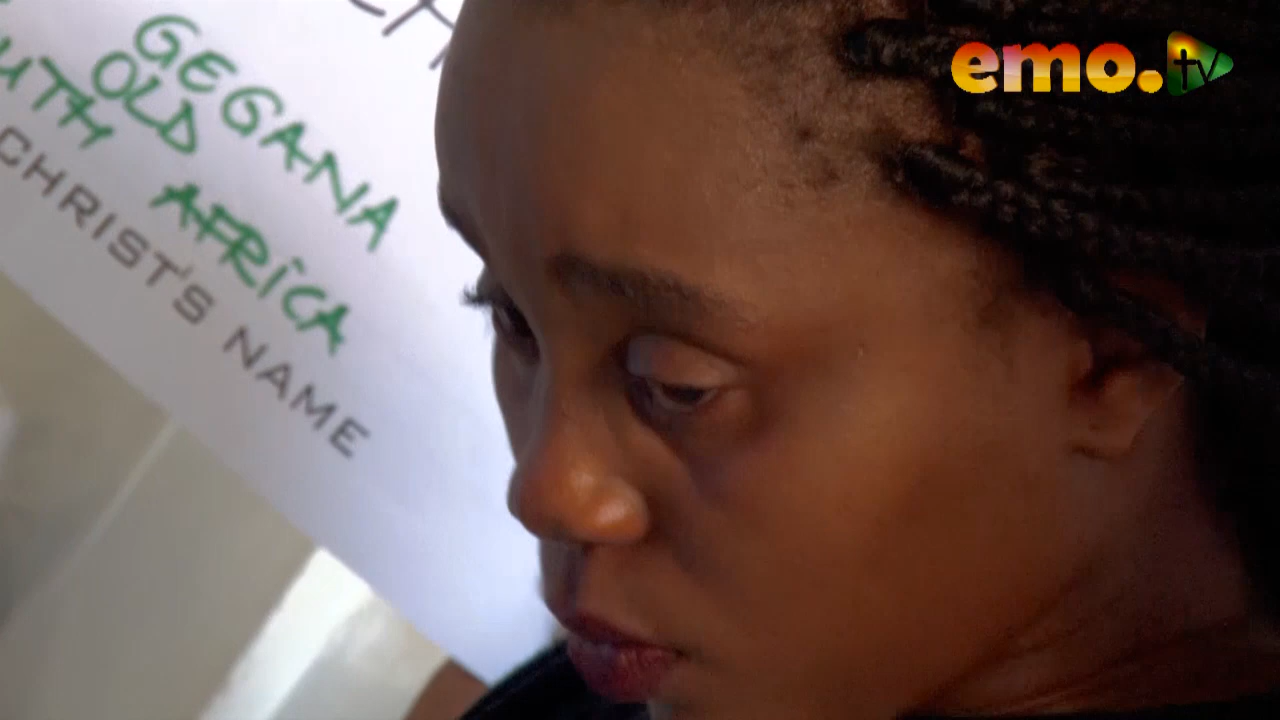 GEGANA
OLD
UTH AFRICA
CHRIST'S NAME
emo.tv